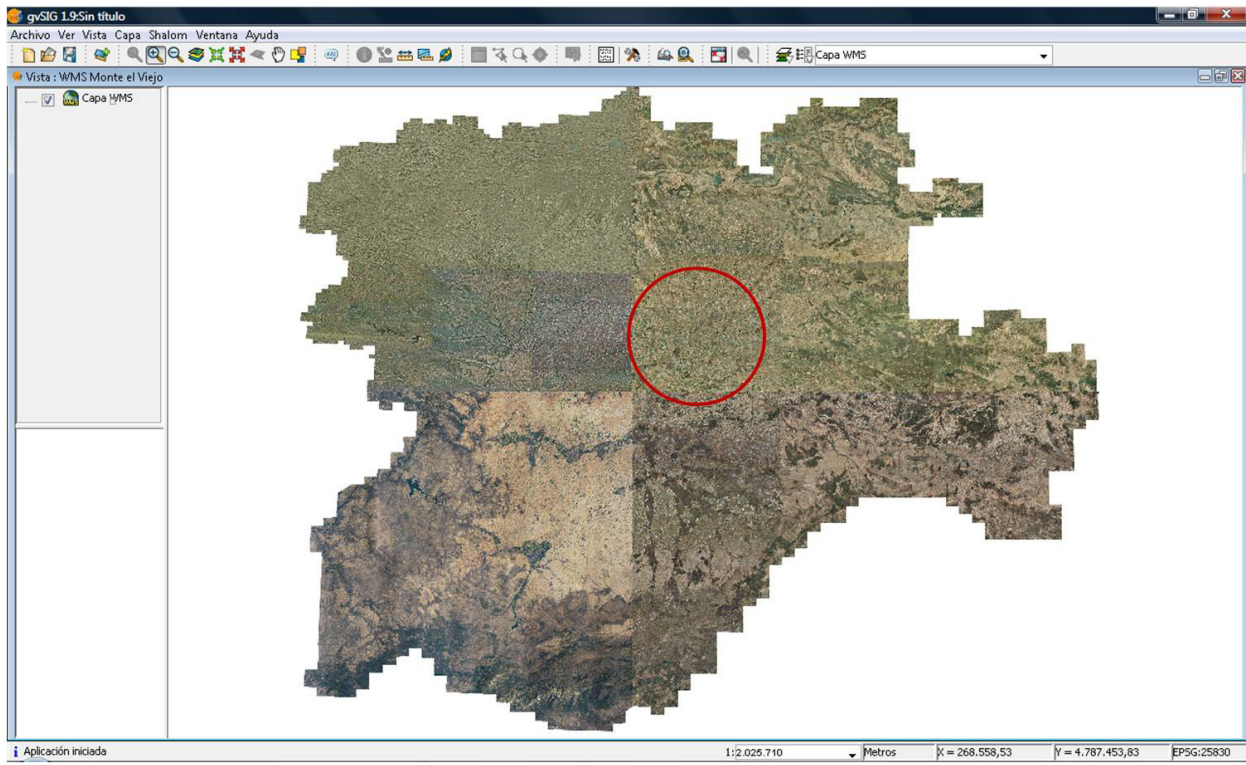 gvSIG 1.9:Sin título
Archivo Ver Vista Capa Shalom Ventana Ayuda
Capa WMS
Vista : WMS Monte el Viejo
Capa WMS
Aplicación iniciada 1:2.025.710 Metros X = 268.558,53 Y = 4.787.453,83 EPSG:25830